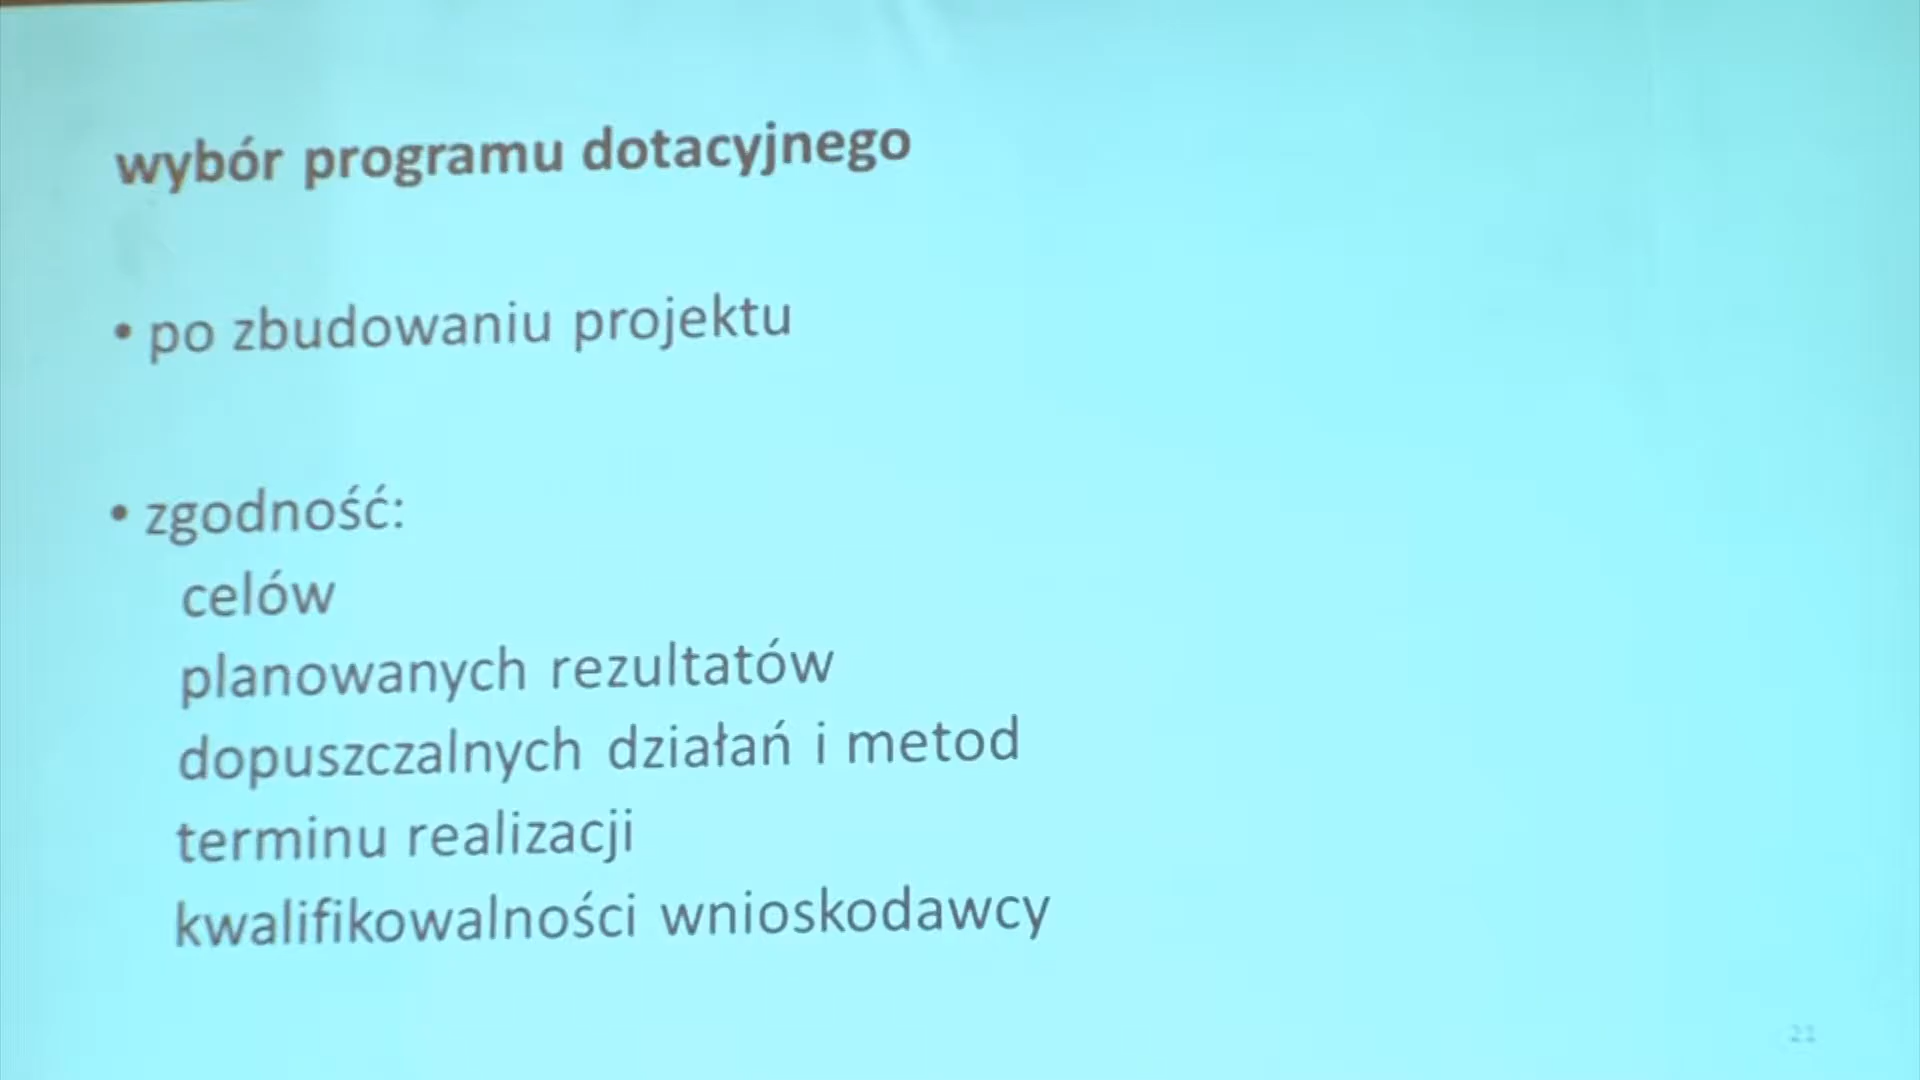 wybór programu dotacyjnego
• po zbudowaniu projektu
• zgodność:
celów
planowanych rezultatów
dopuszczalnych działań i metod
terminu realizacji
kwalifikowalności wnioskodawcy